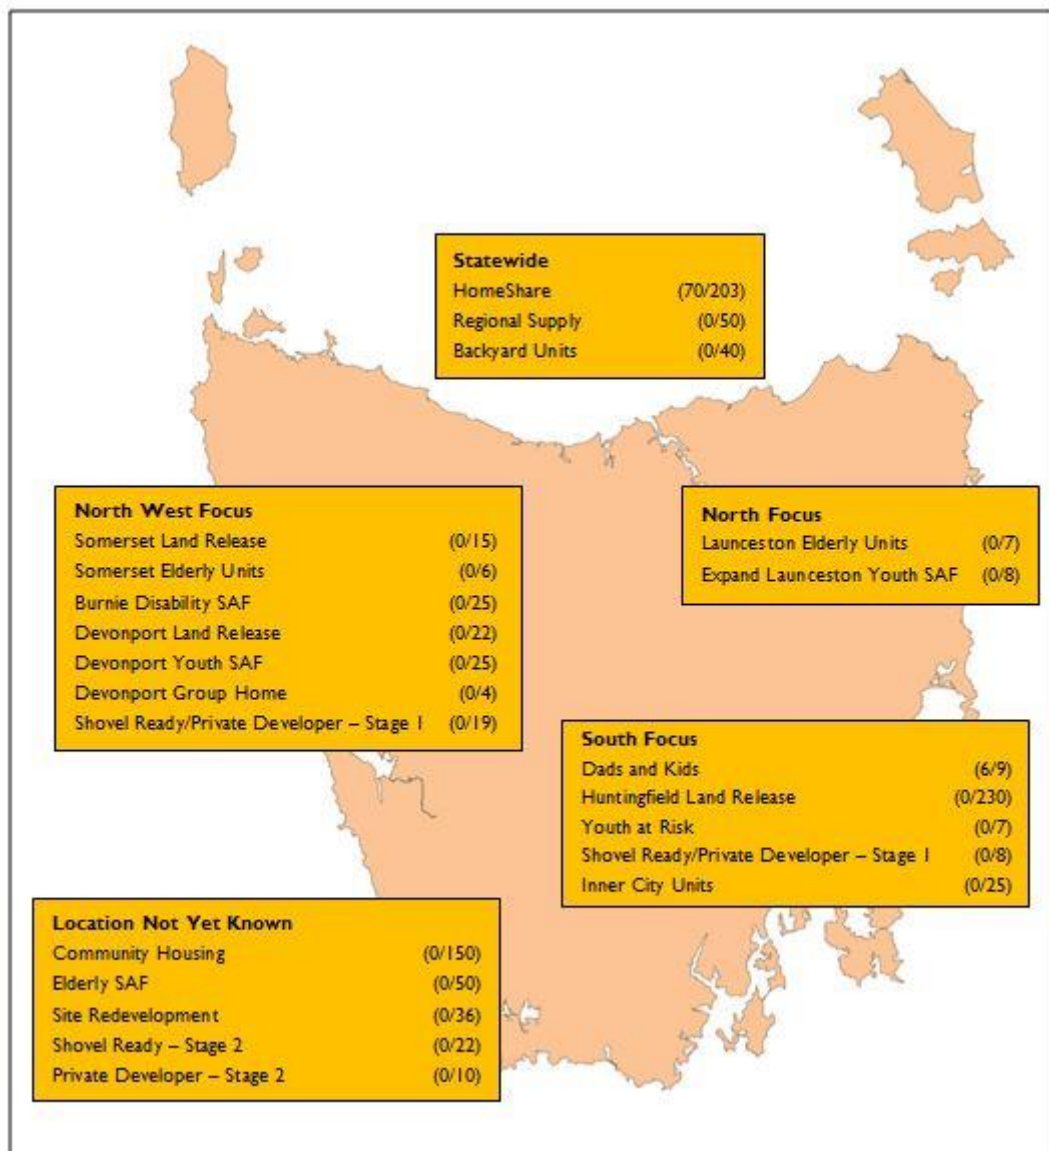 Statewide
HomeShare (70/203)
Regional Supply (0/50)
Backyard Units (0/40)
North West Focus
Somerset Land Release (0/15)
Somerset Elderly Units (0/6)
Burnie Disability SAF (0/25)
Devonport Land Release (0/22)
Devonport Youth SAF (0/25)
Devonport Group Home (0/4)
Shovel Ready/Private Developer – Stage 1 (0/19)
North Focus
Launceston Elderly Units (0/7)
Expand Launceston Youth SAF (0/8)
South Focus
Dads and Kids (6/9)
Huntingfield Land Release (0/230)
Youth at Risk (0/7)
Shovel Ready/Private Developer – Stage 1 (0/8)
Inner City Units (0/25)
Location Not Yet Known
Community Housing (0/150)
Elderly SAF (0/50)
Site Redevelopment (0/36)
Shovel Ready – Stage 2 (0/22)
Private Developer – Stage 2 (0/10)